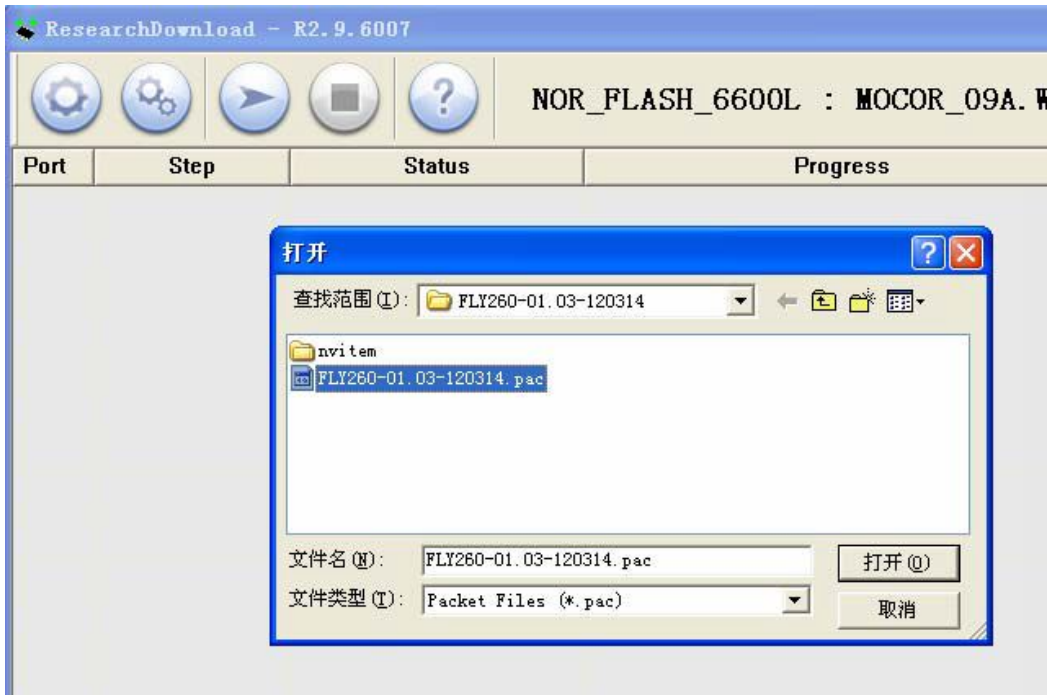 ResearchDownload - R2.9.6007
?
NOR_FLASH_6600L : MOCOR_09A.W
Port Step Status Progress
打开
?
查找范围(I): FLY260-01.03-120314
nvitem
FLY260-01.03-120314.pac
文件名(N): FLY260-01.03-120314.pac 打开(O)
文件类型(T): Packet Files (*.pac) 取消